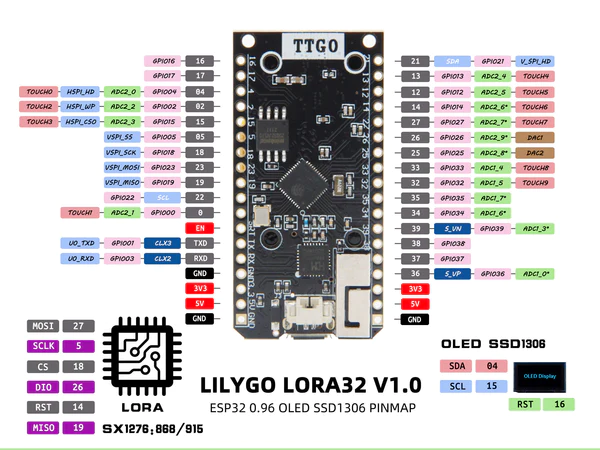 TTGO
GPIO16 16
GPIO17 17
TOUCH0 HSPI_HD ADC2_0 GPIO04 04
TOUCH2 HSPI_WP ADC2_2 GPIO02 02
TOUCH3 HSPI_CS0 ADC2_3 GPIO15 15
VSPI_SS GPIO05 05
VSPI_SCK GPIO18 18
VSPI_MOSI GPIO23 23
VSPI_MISO GPIO19 19
GPIO22 SCL 22
TOUCH1 ADC2_1 GPIO00 0
EN
U0_TXD GPIO01 CLK3 TXD
U0_RXD GPIO03 CLK2 RXD
GND
3V3
5V
GND
21 SDA GPIO21 V_SPI_HD
13 GPIO13 ADC2_4 TOUCH4
12 GPIO12 ADC2_5 TOUCH5
14 GPIO14 ADC2_6* TOUCH6
27 GPIO27 ADC2_7* TOUCH7
26 GPIO26 ADC2_9* DAC1
25 GPIO25 ADC2_8* DAC2
33 GPIO33 ADC1_4 TOUCH8
32 GPIO32 ADC1_5 TOUCH9
35 GPIO35 ADC1_7*
34 GPIO34 ADC1_6*
39 S_VN GPIO39 ADC1_3*
38 GPIO38
37 GPIO37
36 S_VP GPIO36 ADC1_0*
3V3
5V
GND
MOSI 27
SCLK 5
CS 18
DIO 26
RST 14
MISO 19
LORA
SX1276;868/915
LILYGO LORA32 V1.0
ESP32 0.96 OLED SSD1306 PINMAP
OLED SSD1306
SDA 04
SCL 15
OLED Display
RST 16